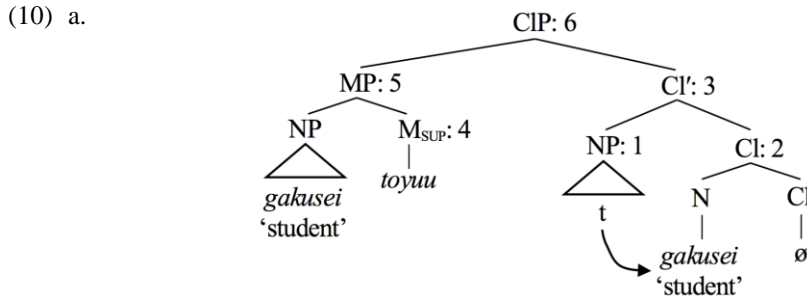 (10) a.
ClP: 6
MP: 5
Cl′: 3
NP
M_SUP: 4
NP: 1
Cl: 2
gakusei
toyuu
t
N
Cl
'student'
gakusei
ø
'student'